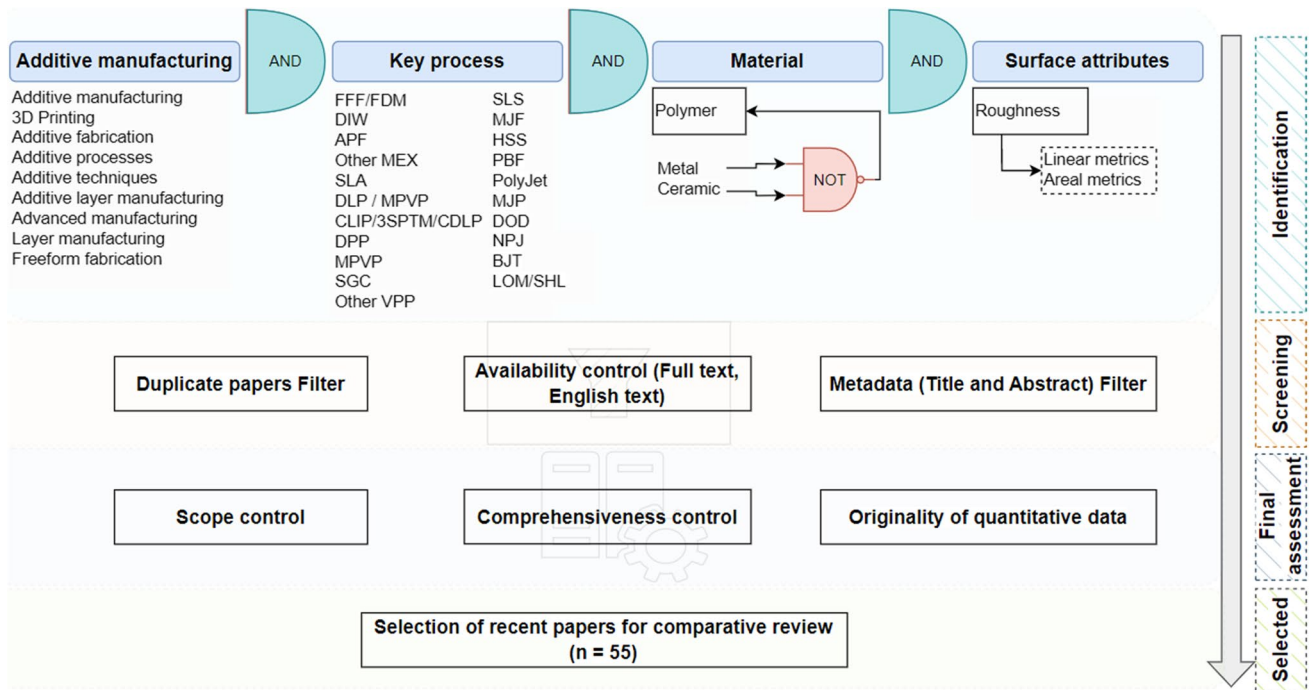 Additive manufacturing
AND
Key process
AND
Material
AND
Surface attributes
Additive manufacturing
3D Printing
Additive fabrication
Additive processes
Additive techniques
Additive layer manufacturing
Advanced manufacturing
Layer manufacturing
Freeform fabrication
FFF/FDM
DIW
APF
Other MEX
SLA
DLP / MPVP
CLIP/3SPTM/CDLP
DPP
MPVP
SGC
Other VPP
SLS
MJF
HSS
PBF
PolyJet
MJP
DOD
NPJ
BJT
LOM/SHL
Polymer
Metal
Ceramic
NOT
Roughness
Linear metrics
Areal metrics
Identification
Duplicate papers Filter
Availability control (Full text,
English text)
Metadata (Title and Abstract) Filter
Screening
Scope control
Comprehensiveness control
Originality of quantitative data
Final
assessment
Selection of recent papers for comparative review
(n = 55)
Selected